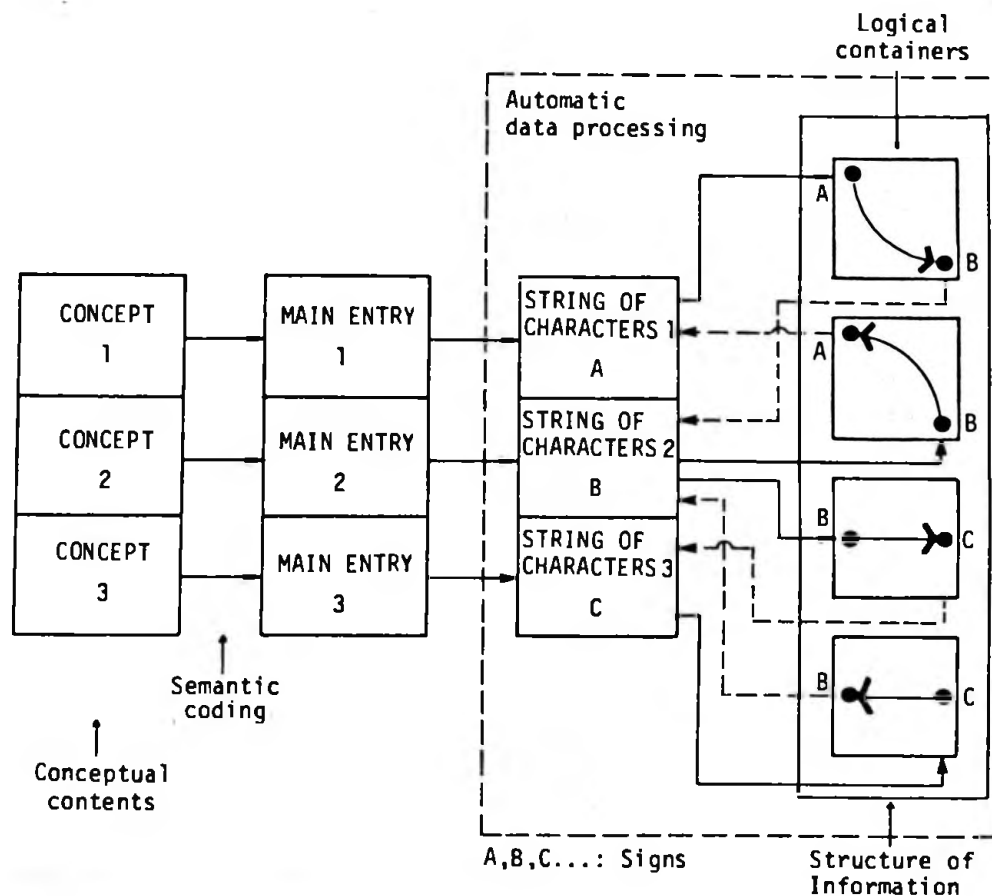 Logical
containers
Automatic
data processing
A
B
CONCEPT
1
MAIN ENTRY
1
STRING OF
CHARACTERS 1
A
A
B
CONCEPT
2
MAIN ENTRY
2
STRING OF
CHARACTERS 2
B
B
C
CONCEPT
3
MAIN ENTRY
3
STRING OF
CHARACTERS 3
C
B
C
Semantic
coding
Conceptual
contents
A,B,C...: Signs
Structure of
Information